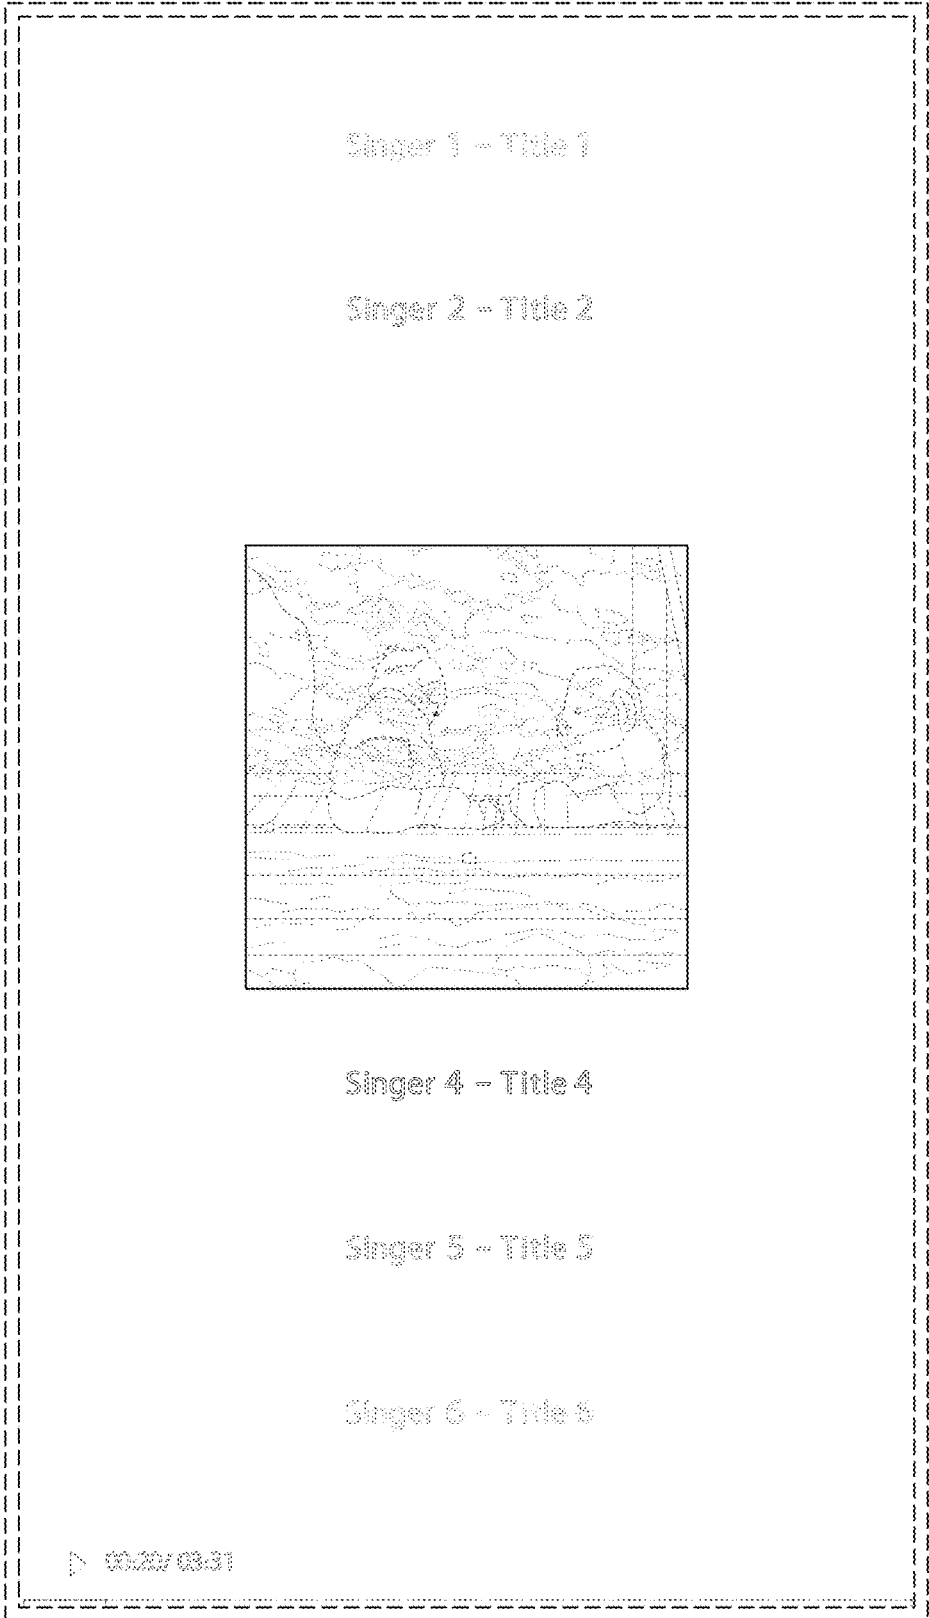 Singer 1 – Title 1
Singer 2 – Title 2
Singer 4 – Title 4
Singer 5 – Title 5
Singer 6 – Title 6
00:20/ 03:31